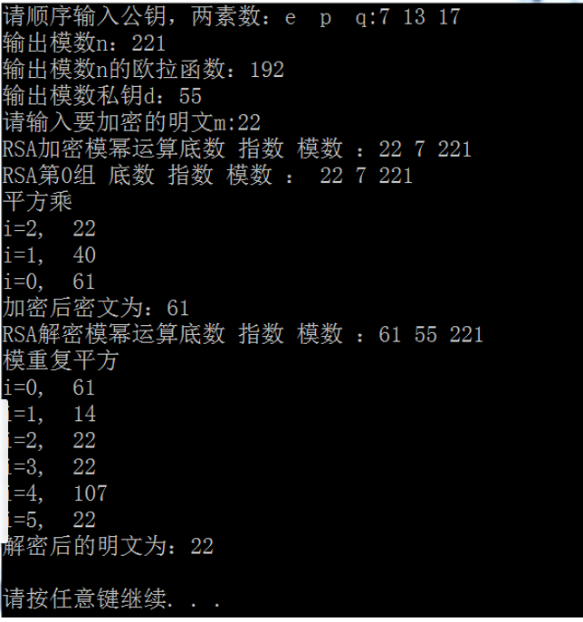 请顺序输入公钥，两素数：e  p  q:7 13 17
输出模数n：221
输出模数n的欧拉函数：192
输出模数私钥d：55
请输入要加密的明文m:22
RSA加密模幂运算底数 指数 模数 ：22 7 221
RSA第0组 底数 指数 模数 ： 22 7 221
平方乘
i=2,  22
i=1,  40
i=0,  61
加密后密文为：61
RSA解密模幂运算底数 指数 模数 ：61 55 221
模重复平方
i=0,  61
i=1,  14
i=2,  22
i=3,  22
i=4,  107
i=5,  22
解密后的明文为：22
请按任意键继续. . .